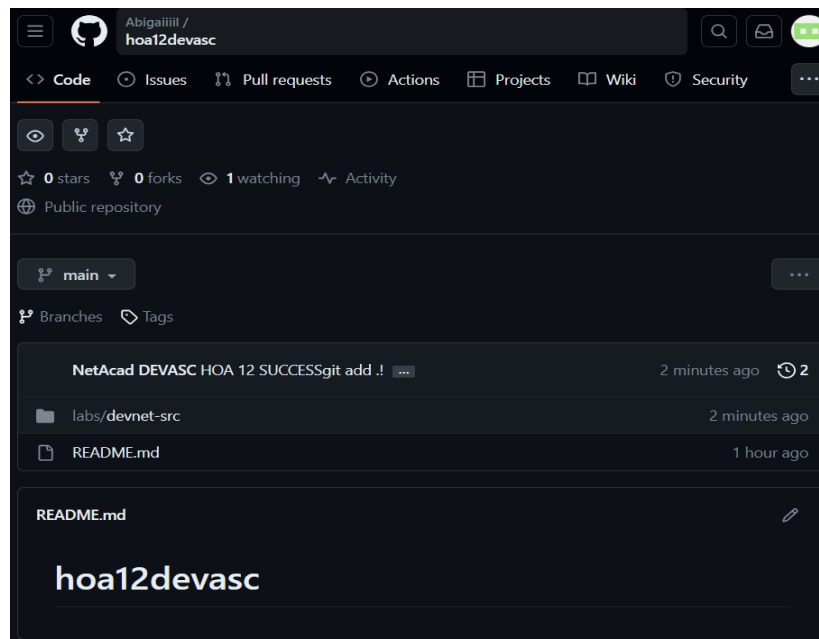 Abigaiiiil /
hoa12devasc
<> Code Issues Pull requests Actions Projects Wiki Security ...
0 stars 0 forks 1 watching Activity
Public repository
main ...
Branches Tags
NetAcad DEVASC HOA 12 SUCCESSgit add .! ... 2 minutes ago 2
labs/devnet-src 2 minutes ago
README.md 1 hour ago
README.md
hoa12devasc